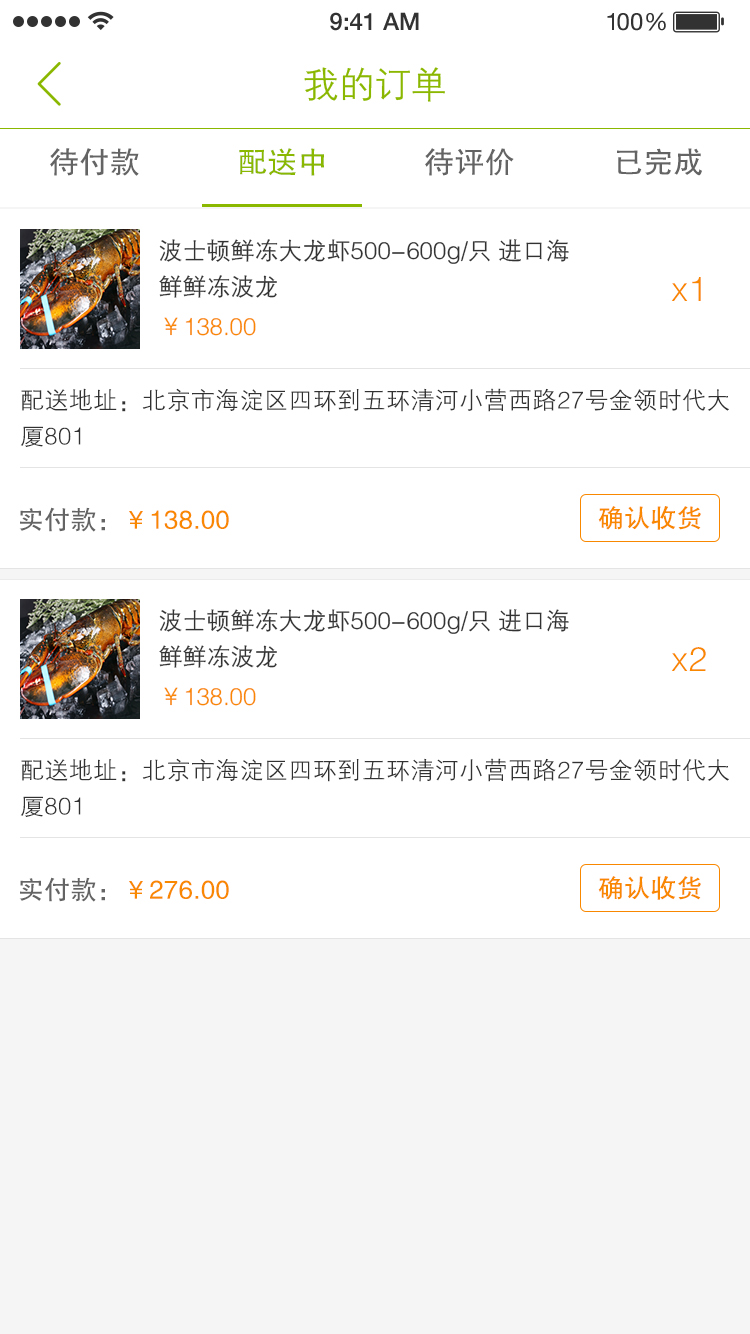 9:41 AM
100%
我的订单
待付款
配送中
待评价
已完成
波士顿鲜冻大龙虾500-600g/只 进口海
鲜鲜冻波龙
￥138.00
x1
配送地址：北京市海淀区四环到五环清河小营西路27号金领时代大
厦801
实付款：￥138.00
确认收货
波士顿鲜冻大龙虾500-600g/只 进口海
鲜鲜冻波龙
￥138.00
x2
配送地址：北京市海淀区四环到五环清河小营西路27号金领时代大
厦801
实付款：￥276.00
确认收货